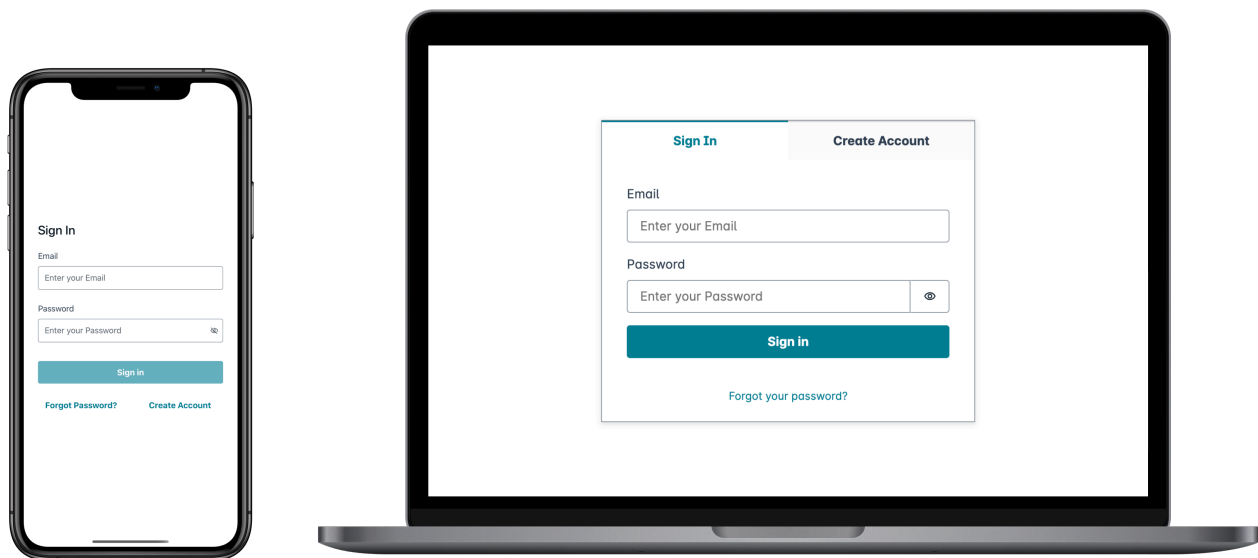 Sign In
Email
Enter your Email
Password
Enter your Password
Sign in
Forgot Password? Create Account
Sign In Create Account
Email
Enter your Email
Password
Enter your Password
Sign in
Forgot your password?